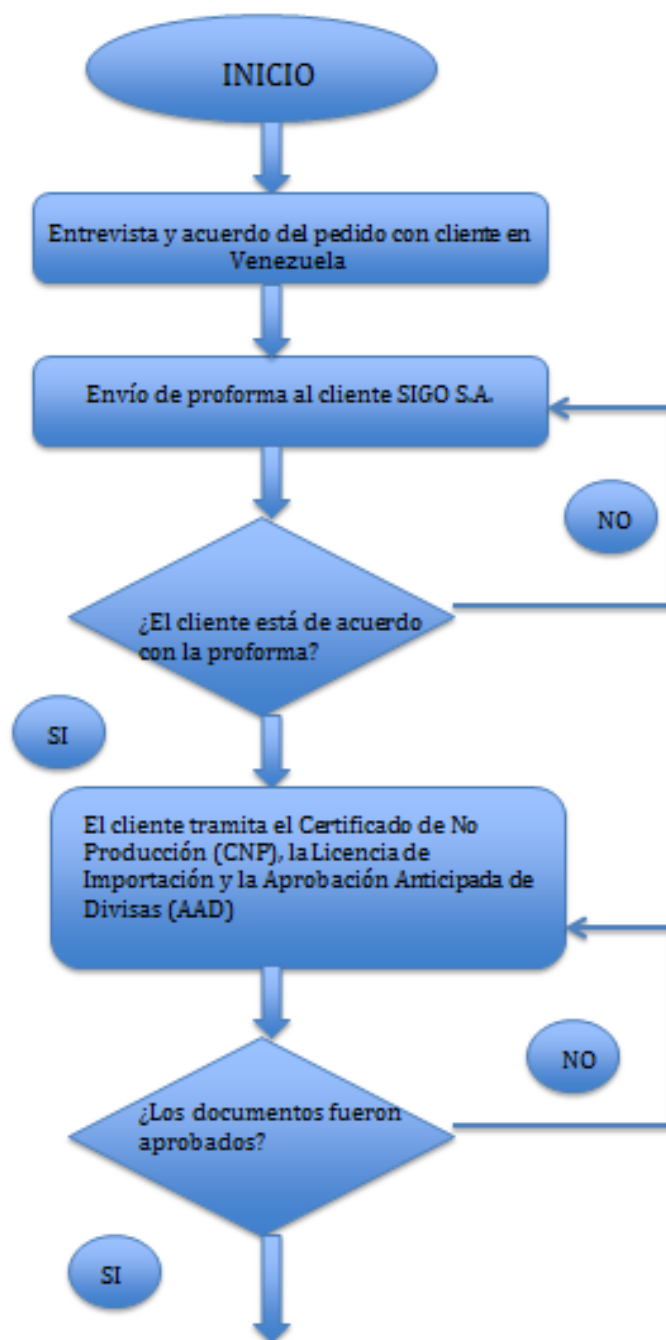 INICIO
Entrevista y acuerdo del pedido con cliente en
Venezuela
Envío de proforma al cliente SIGO S.A.
NO
¿El cliente está de acuerdo
con la proforma?
SI
El cliente tramita el Certificado de No
Producción (CNP), la Licencia de
Importación y la Aprobación Anticipada de
Divisas (AAD)
NO
¿Los documentos fueron
aprobados?
SI